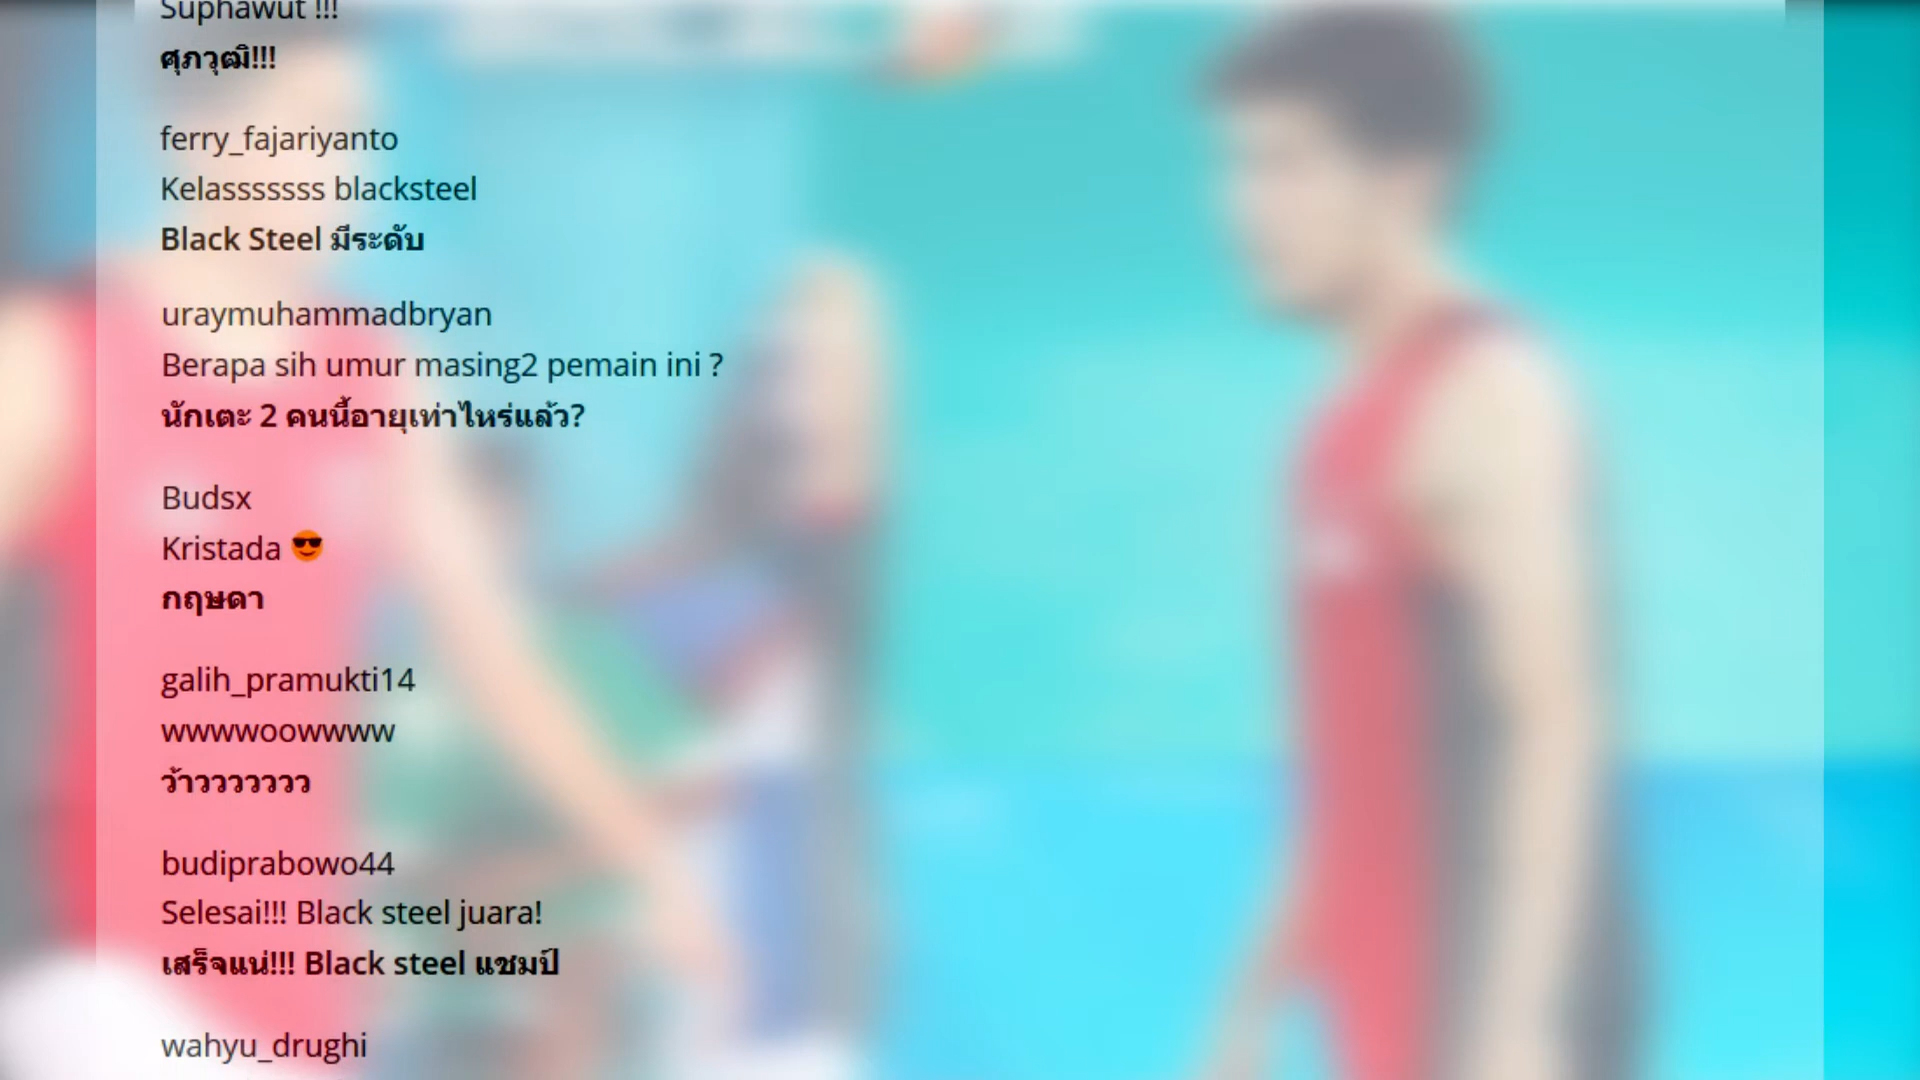 Suphawut !!!
ศุภวุฒิ!!!
ferry_fajariyanto
Kelasssssss blacksteel
Black Steel มีระดับ
uraymuhammadbryan
Berapa sih umur masing2 pemain ini ?
นักเตะ 2 คนนี้อายุเท่าไหร่แล้ว?
Budsx
Kristada 😎
กฤษดา
galih_pramukti14
wwwwoowwww
ว้าววววววว
budiprabowo44
Selesai!!! Black steel juara!
เสร็จแน่!!! Black steel แชมป์
wahyu_drughi